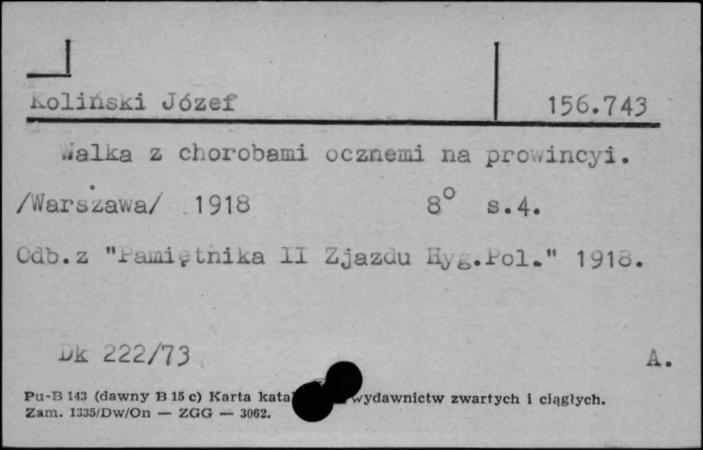 Koliński Józef 156.743
Walka z chorobami ocznemi na prowincyi.
/Warszawa/ 1918 8° s.4.
Odb.z "Pamiętnika II Zjazdu Hyg.Pol." 1918.
Dk 222/73 A.
Pu-B 143 (dawny B 15 c) Karta wydawnictw zwartych i ciągłych.
Zam. 1335/Dw/On — ZGG — 3062.